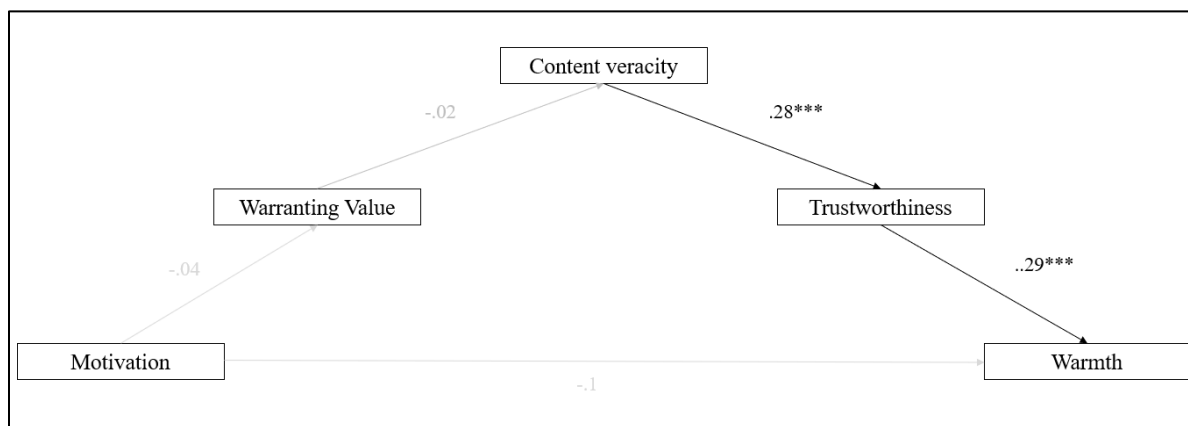 Content veracity
-.02
.28***
Warranting Value
Trustworthiness
-.04
..29***
Motivation
Warmth
-.1